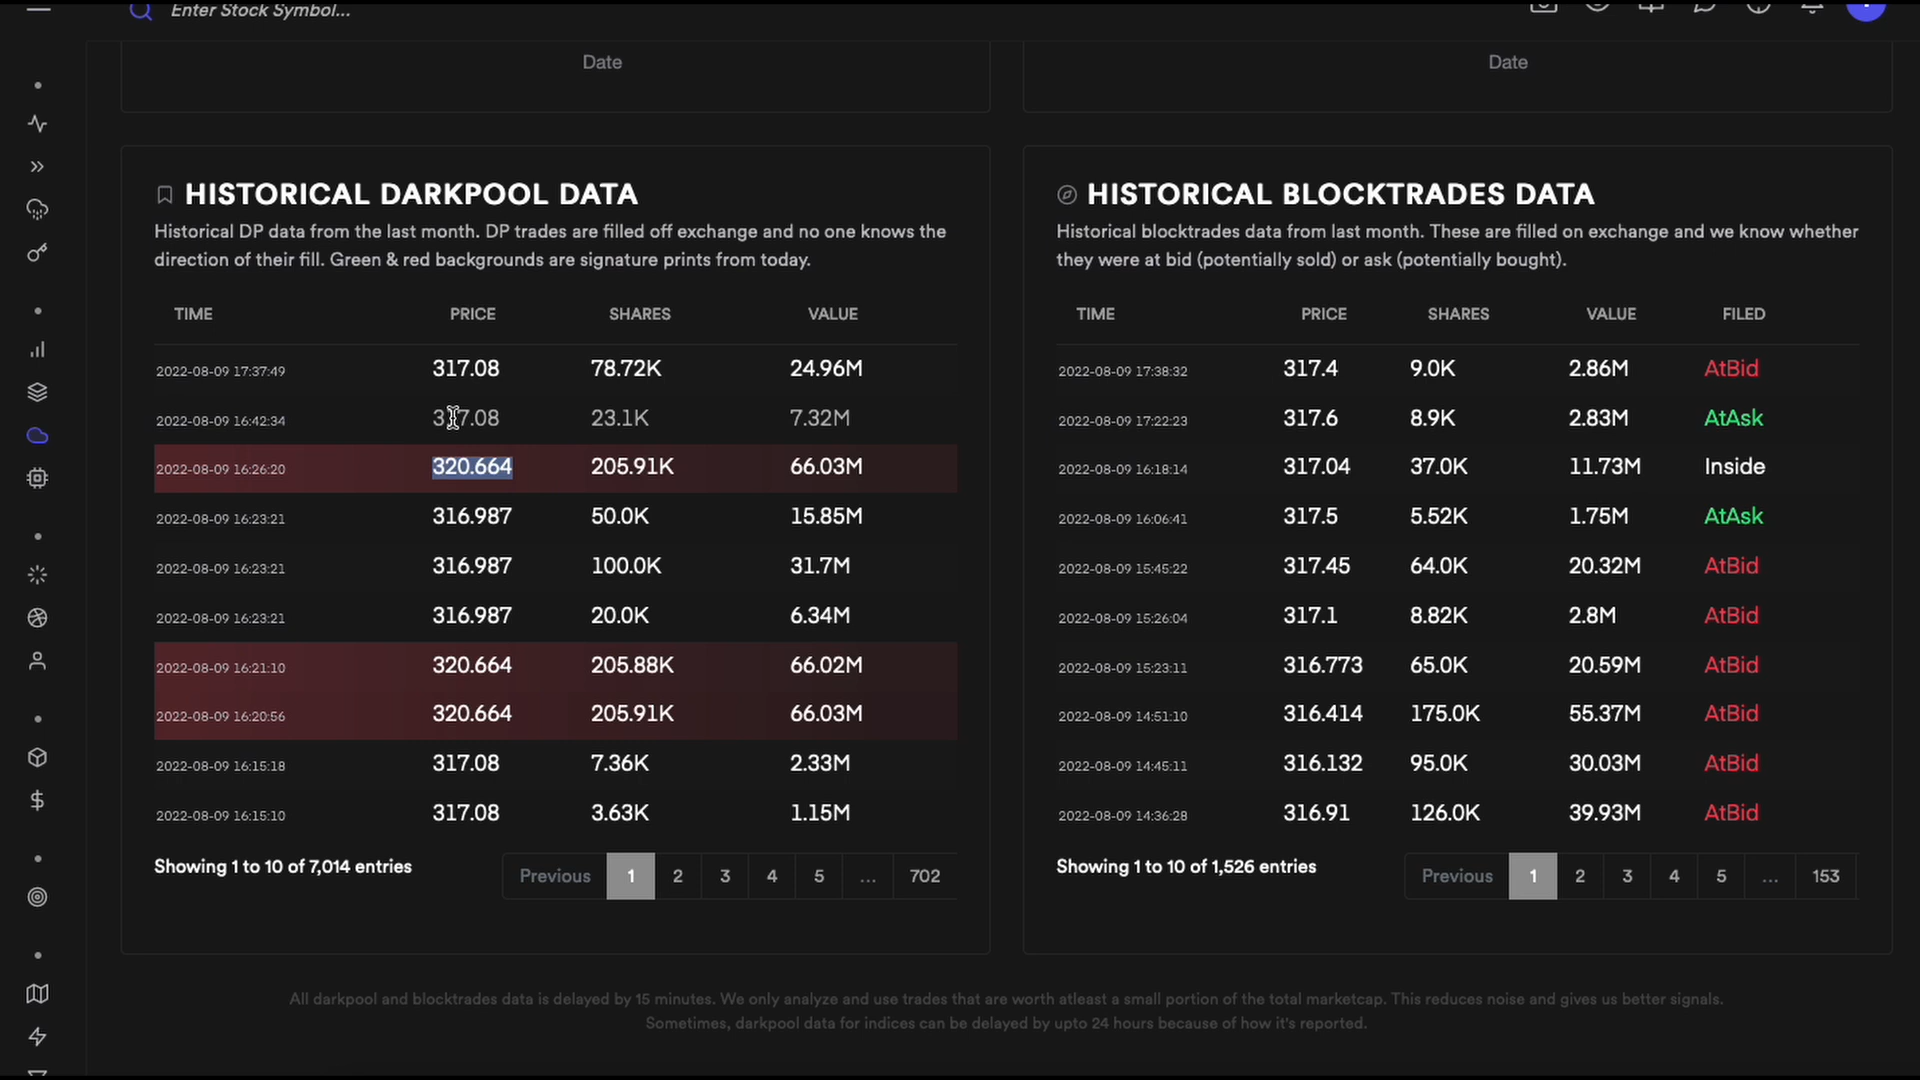 Enter Stock Symbol...
Date
Date
HISTORICAL DARKPOOL DATA
Historical DP data from the last month. DP trades are filled off exchange and no one knows the
direction of their fill. Green & red backgrounds are signature prints from today.
TIME PRICE SHARES VALUE
2022-08-09 17:37:49 317.08 78.72K 24.96M
2022-08-09 16:42:34 317.08 23.1K 7.32M
2022-08-09 16:26:20 320.664 205.91K 66.03M
2022-08-09 16:23:21 316.987 50.0K 15.85M
2022-08-09 16:23:21 316.987 100.0K 31.7M
2022-08-09 16:23:21 316.987 20.0K 6.34M
2022-08-09 16:21:10 320.664 205.88K 66.02M
2022-08-09 16:20:56 320.664 205.91K 66.03M
2022-08-09 16:15:18 317.08 7.36K 2.33M
2022-08-09 16:15:10 317.08 3.63K 1.15M
Showing 1 to 10 of 7,014 entries
Previous 1 2 3 4 5 ... 702
HISTORICAL BLOCKTRADES DATA
Historical blocktrades data from last month. These are filled on exchange and we know whether
they were at bid (potentially sold) or ask (potentially bought).
TIME PRICE SHARES VALUE FILED
2022-08-09 17:38:32 317.4 9.0K 2.86M AtBid
2022-08-09 17:22:23 317.6 8.9K 2.83M AtAsk
2022-08-09 16:18:14 317.04 37.0K 11.73M Inside
2022-08-09 16:06:41 317.5 5.52K 1.75M AtAsk
2022-08-09 15:45:22 317.45 64.0K 20.32M AtBid
2022-08-09 15:26:04 317.1 8.82K 2.8M AtBid
2022-08-09 15:23:11 316.773 65.0K 20.59M AtBid
2022-08-09 14:51:10 316.414 175.0K 55.37M AtBid
2022-08-09 14:45:11 316.132 95.0K 30.03M AtBid
2022-08-09 14:36:28 316.91 126.0K 39.93M AtBid
Showing 1 to 10 of 1,526 entries
Previous 1 2 3 4 5 ... 153
All darkpool and blocktrades data is delayed by 15 minutes. We only analyze and use trades that are worth atleast a small portion of the total marketcap. This reduces noise and gives us better signals.
Sometimes, darkpool data for indices can be delayed by upto 24 hours because of how it's reported.